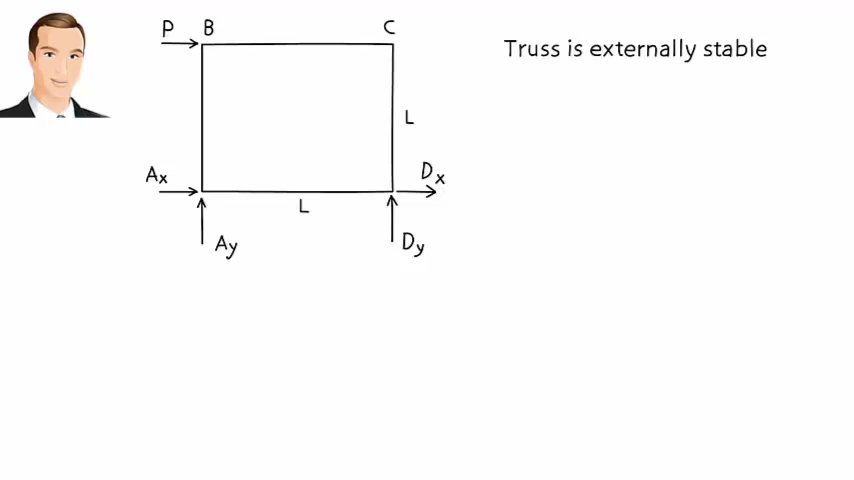 P B C
Truss is externally stable
L
Ax Dx
L
Ay Dy